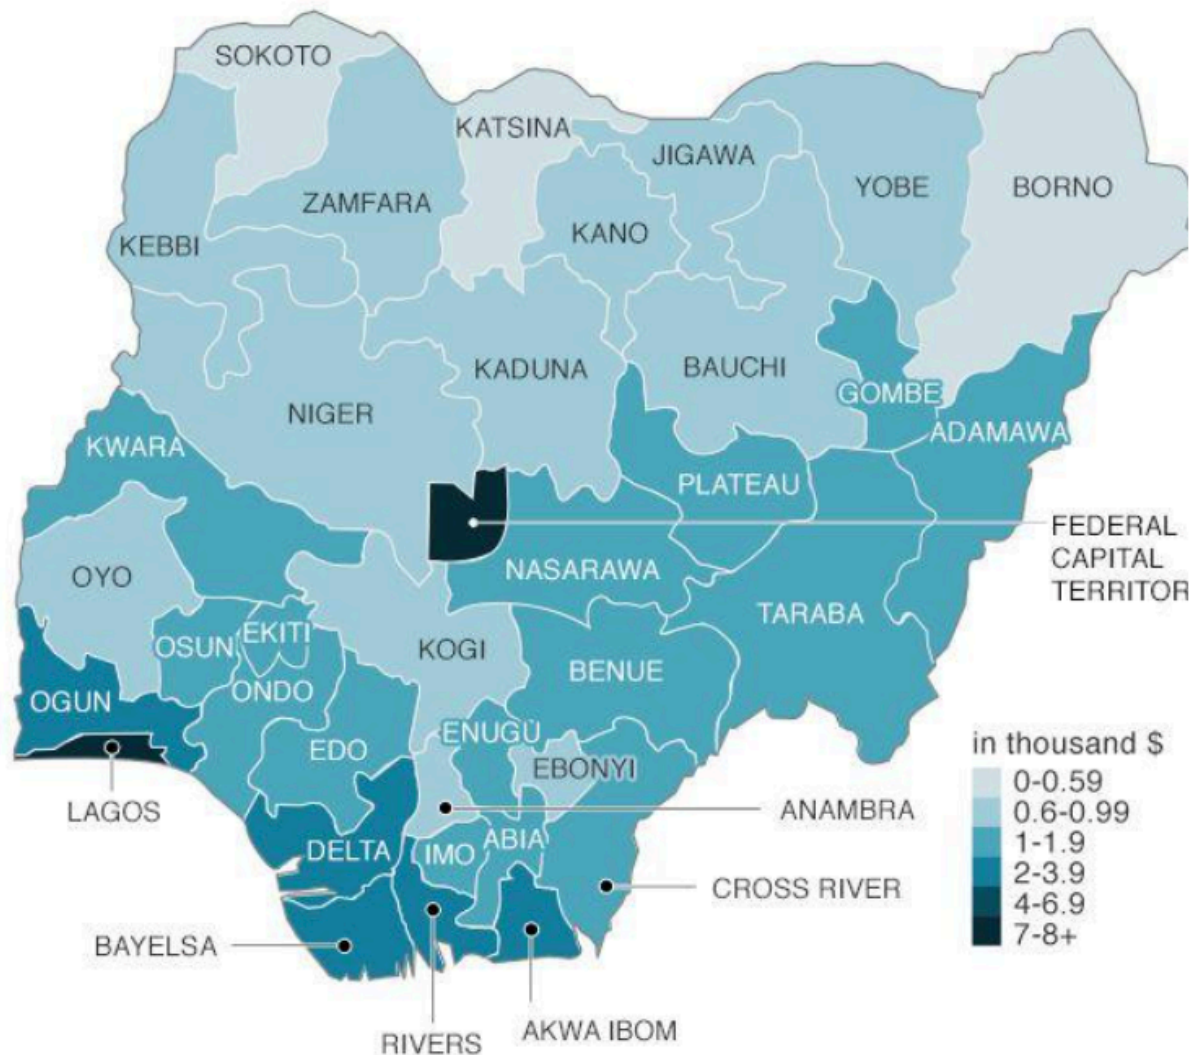 SOKOTO
KATSINA
JIGAWA
YOBE
BORNO
ZAMFARA
KANO
KEBBI
KADUNA
BAUCHI
GOMBE
NIGER
ADAMAWA
KWARA
PLATEAU
FEDERAL
CAPITAL
TERRITOR
NASARAWA
OYO
TARABA
OSUN
EKITI
KOGI
BENUE
OGUN
ONDO
ENUGU
EDO
EBONYI
LAGOS
ANAMBRA
DELTA
IMO
ABIA
CROSS RIVER
BAYELSA
RIVERS
AKWA IBOM
in thousand $
0-0.59
0.6-0.99
1-1.9
2-3.9
4-6.9
7-8+